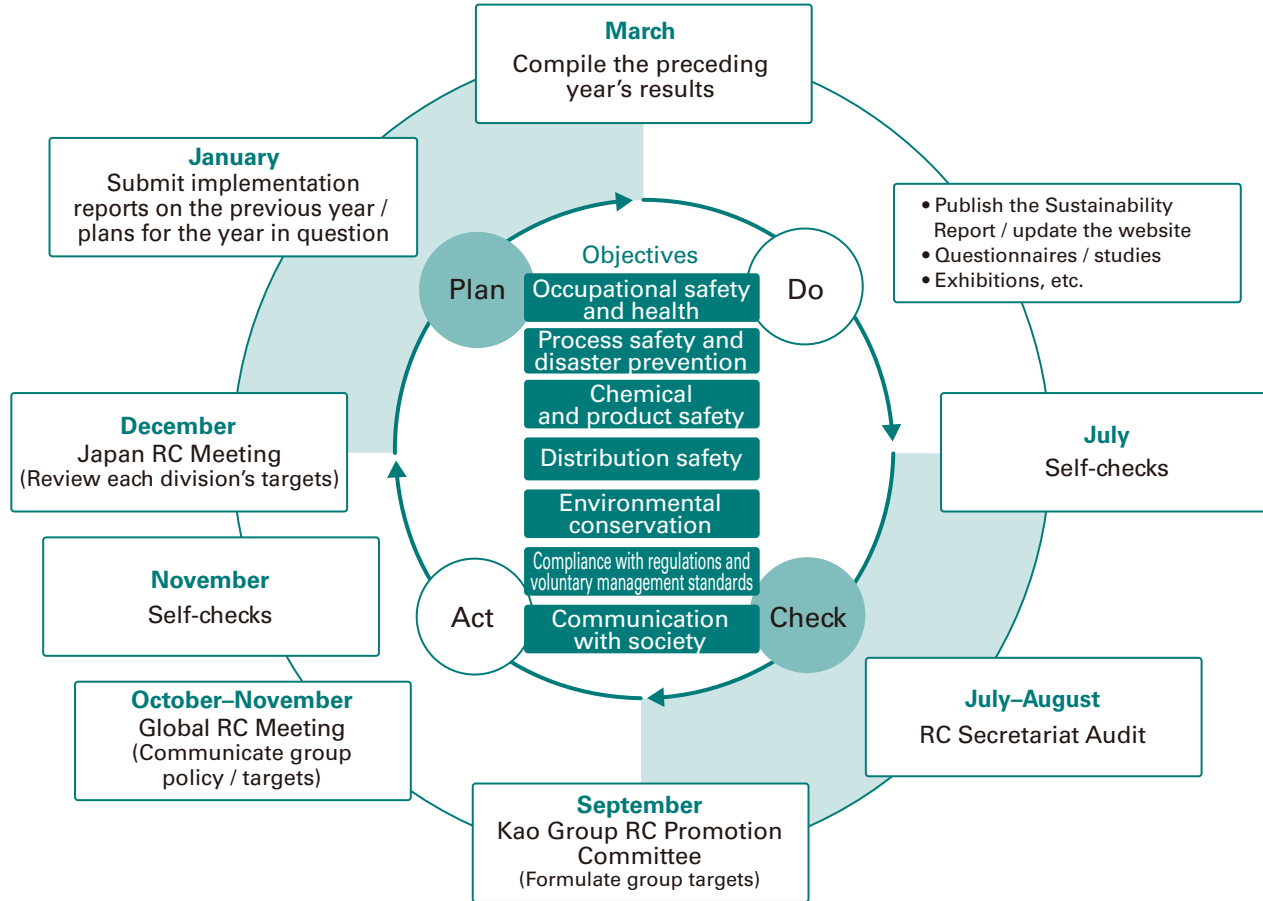 March
Compile the preceding
year’s results
• Publish the Sustainability
Report / update the website
• Questionnaires / studies
• Exhibitions, etc.
July
Self-checks
July–August
RC Secretariat Audit
September
Kao Group RC Promotion
Committee
(Formulate group targets)
October–November
Global RC Meeting
(Communicate group
policy / targets)
November
Self-checks
December
Japan RC Meeting
(Review each division’s targets)
January
Submit implementation
reports on the previous year /
plans for the year in question
Plan
Do
Check
Act
Objectives
Occupational safety
and health
Process safety and
disaster prevention
Chemical
and product safety
Distribution safety
Environmental
conservation
Compliance with regulations and
voluntary management standards
Communication
with society